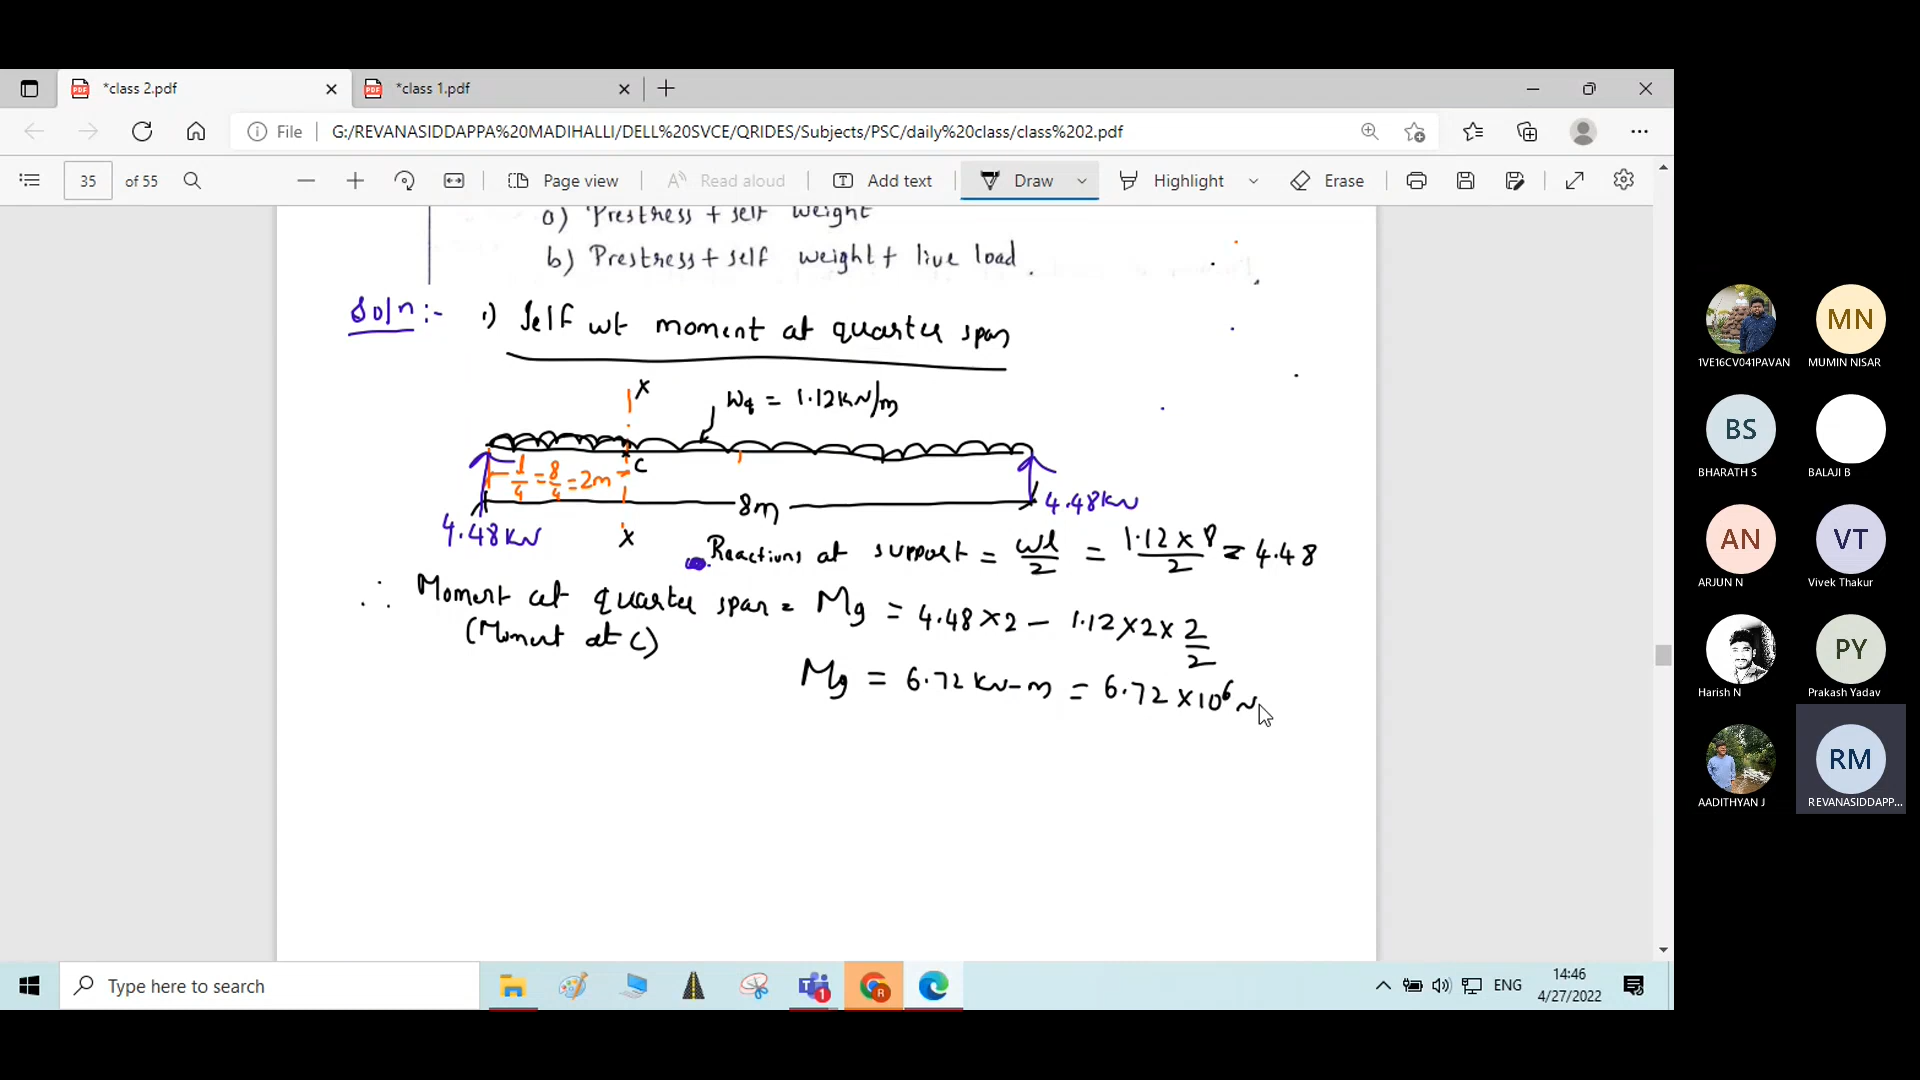 *class 2.pdf
*class 1.pdf
File
G:/REVANASIDDAPPA%20MADIHALLI/DELL%20SVCE/QRIDES/Subjects/PSC/daily%20class/class%202.pdf
35 of 55
Page view
Read aloud
Add text
Draw
Highlight
Erase
a) Prestress + self weight
b) Prestress + self weight + live load.
Soln:- 1) Self wt moment at quarter span
X
Wq = 1.12KN/m
C
l/4 = 8/4 = 2m
8m
4.48KN
4.48KN
X
Reactions at support = wl/2 = 1.12 x 8/2 = 4.48
∴ Moment at quarter span = Mg = 4.48 x 2 - 1.12 x 2 x 2/2
(Moment at C)
Mg = 6.72 KN-m = 6.72 x 10⁶ N
1VE16CV041PAVAN
MN
MUMIN NISAR
BS
BHARATH S
BALAJI B
AN
ARJUN N
VT
Vivek Thakur
Harish N
PY
Prakash Yadav
AADITHYAN J
RM
REVANASIDDAPP...
Type here to search
1
R
ENG
14:46
4/27/2022